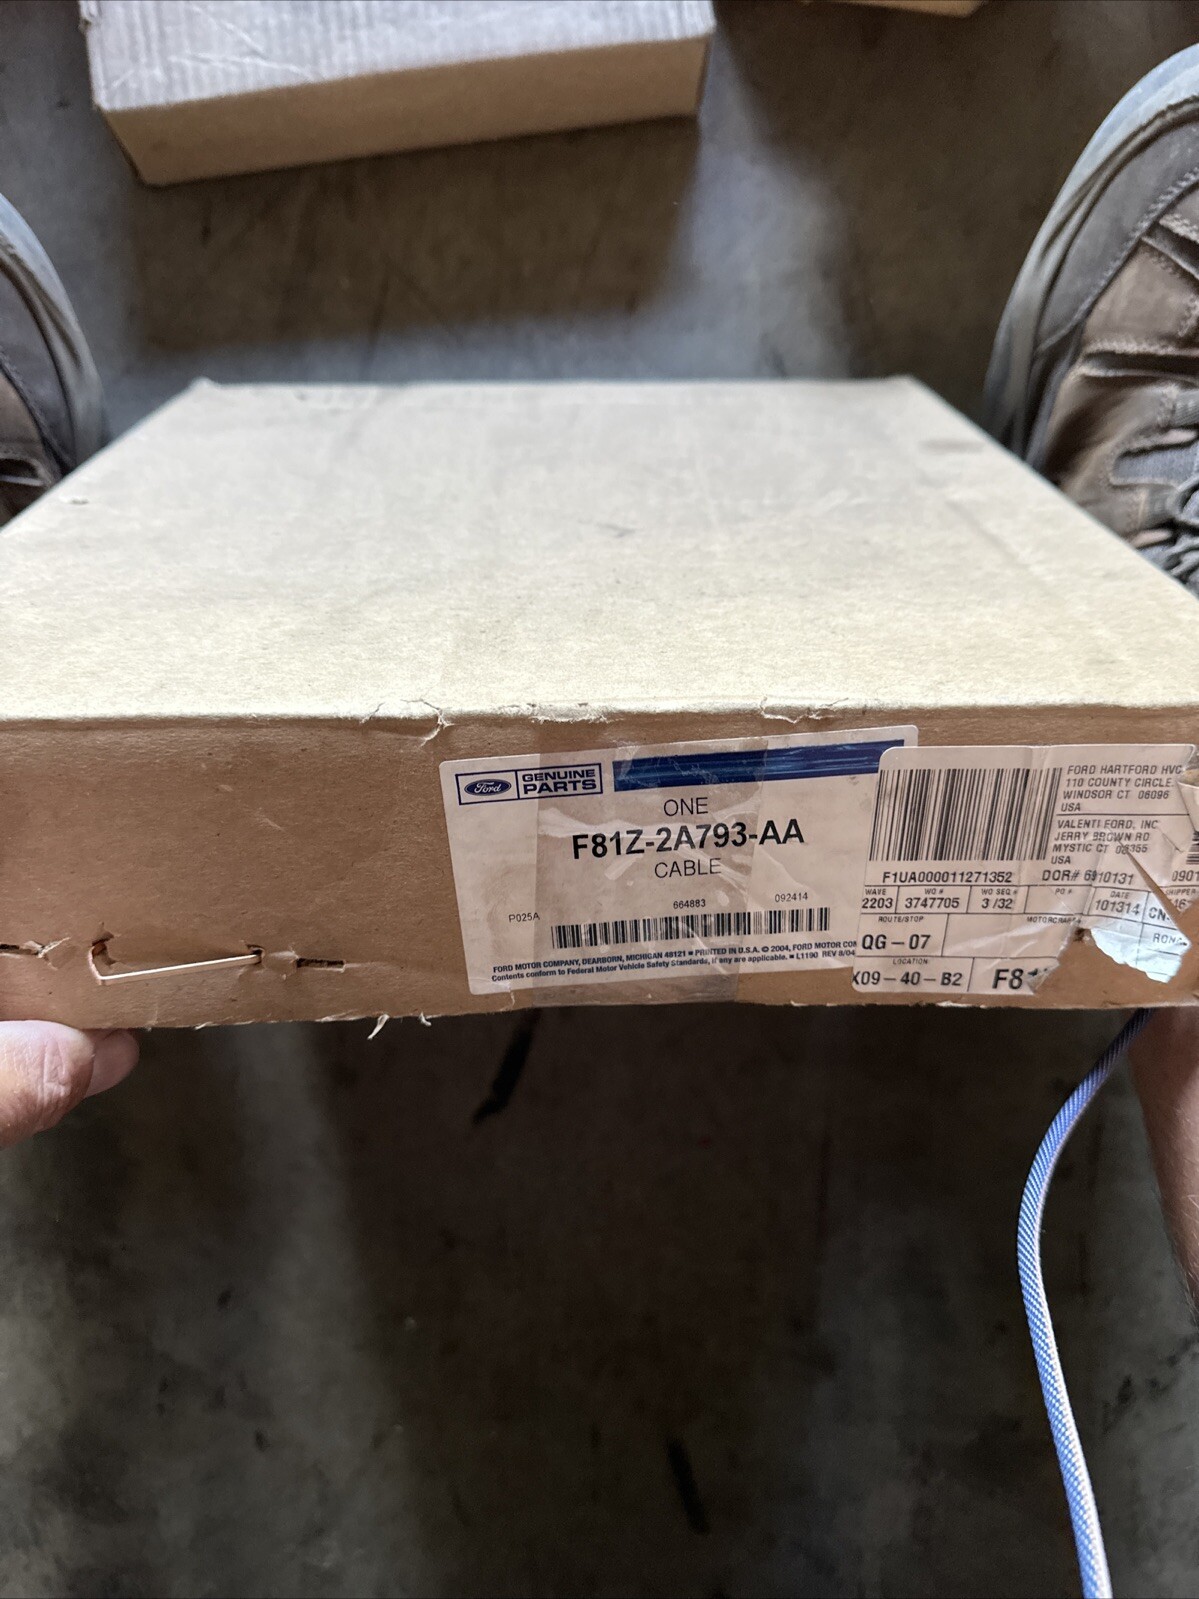 Ford
GENUINE
PARTS
ONE
F81Z-2A793-AA
CABLE
664883
092414
P025A
FORD MOTOR COMPANY, DEARBORN, MICHIGAN 48121 ■ PRINTED IN U.S.A. © 2004, FORD MOTOR
Contents conform to Federal Motor Vehicle Safety Standards, if any are applicable. ■ L1190 REV 8/04
FORD HARTFORD HVC
110 COUNTY CIRCLE
WINDSOR CT 06096
USA
VALENTI FORD, INC
JERRY BROWN RD
MYSTIC CT 06355
USA
F1UA000011271352
DOR# 6910131
WAVE
2203
WO #
3747705
WO SEQ #
3 /32
PO #
DATE
101314
ROUTE/STOP
QG-07
LOCATION
X09-40-B2
F81